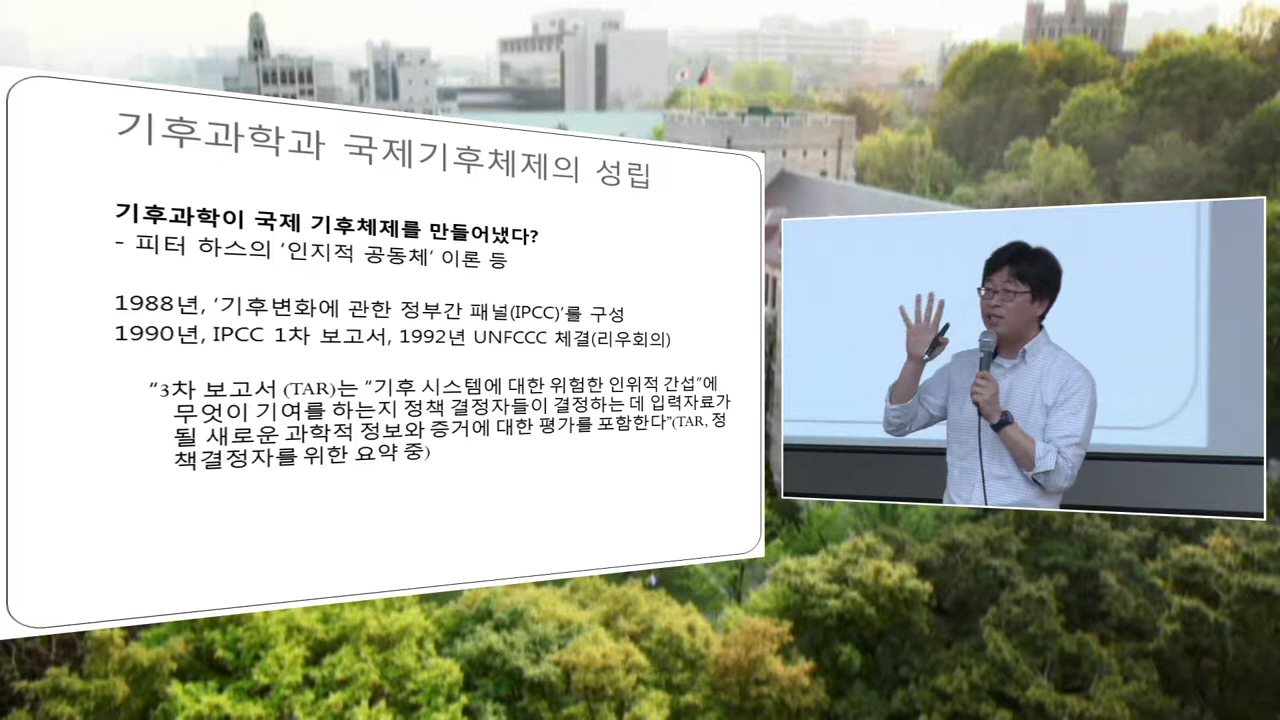 기후과학과 국제기후체제의 성립
기후과학이 국제 기후체제를 만들어냈다?
- 피터 하스의 ‘인지적 공동체’ 이론 등
1988년, ‘기후변화에 관한 정부간 패널(IPCC)’를 구성
1990년, IPCC 1차 보고서, 1992년 UNFCCC 체결(리우회의)
”3차 보고서 (TAR)는 “기후 시스템에 대한 위험한 인위적 간섭”에
무엇이 기여를 하는지 정책 결정자들이 결정하는 데 입력자료가
될 새로운 과학적 정보와 증거에 대한 평가를 포함한다”(TAR, 정
책결정자를 위한 요약 중)